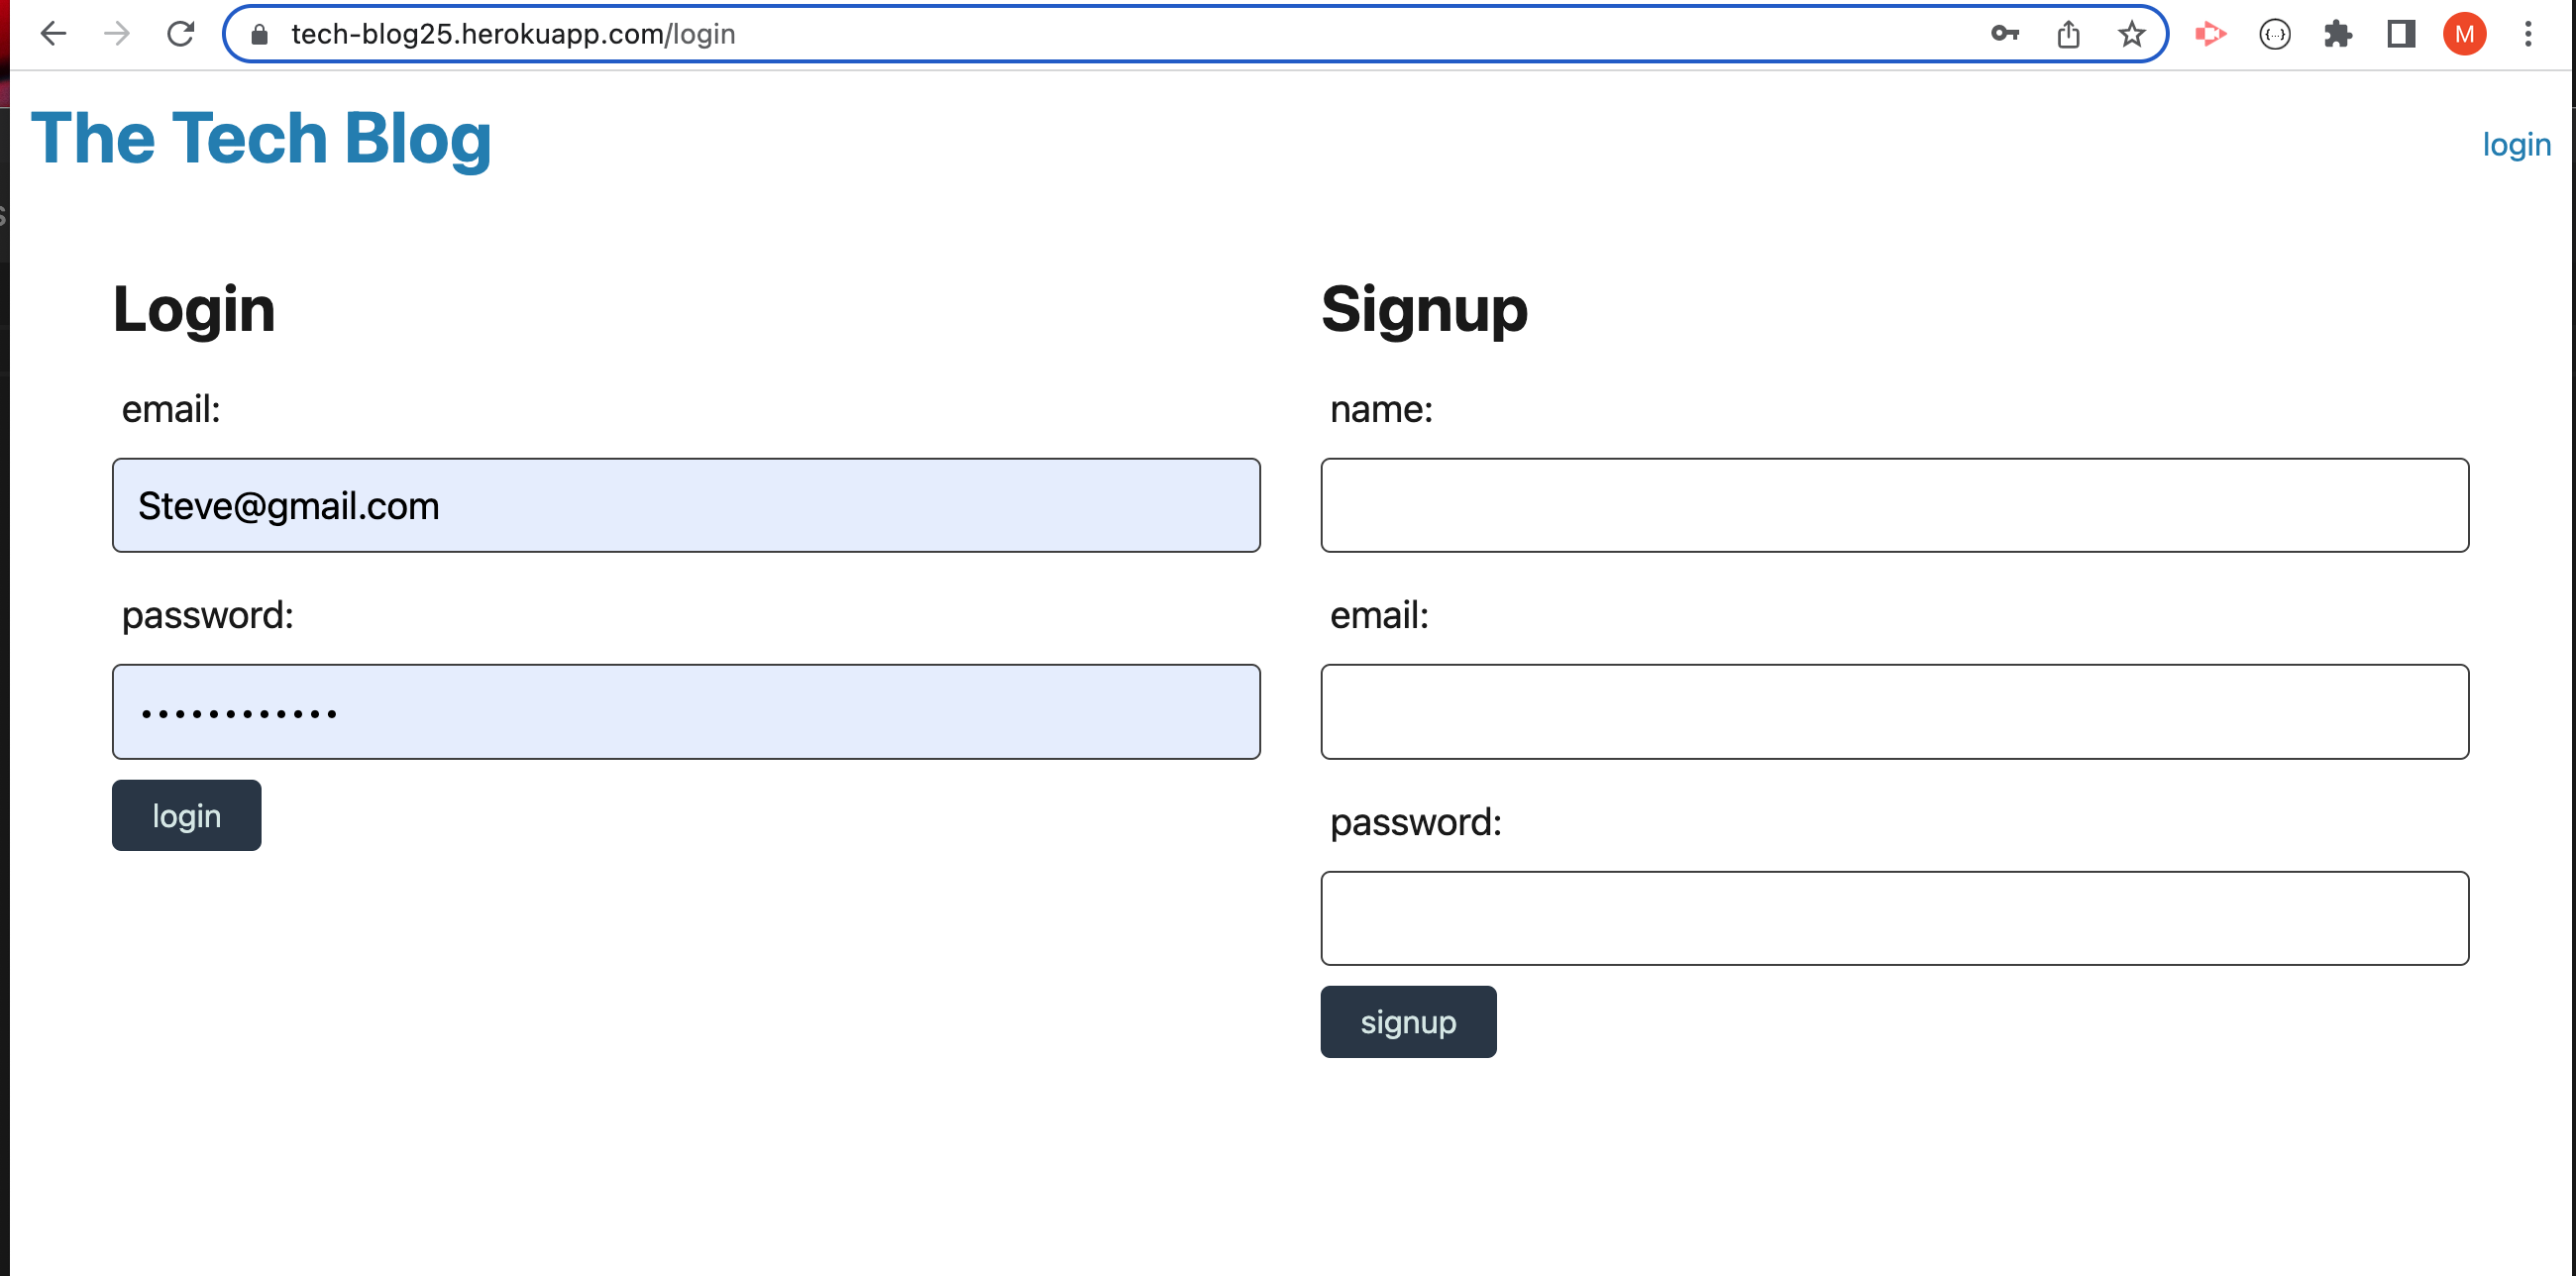 tech-blog25.herokuapp.com/login
M
The Tech Blog
login
Login
email:
Steve@gmail.com
password:
••••••••••••
login
Signup
name:
email:
password:
signup